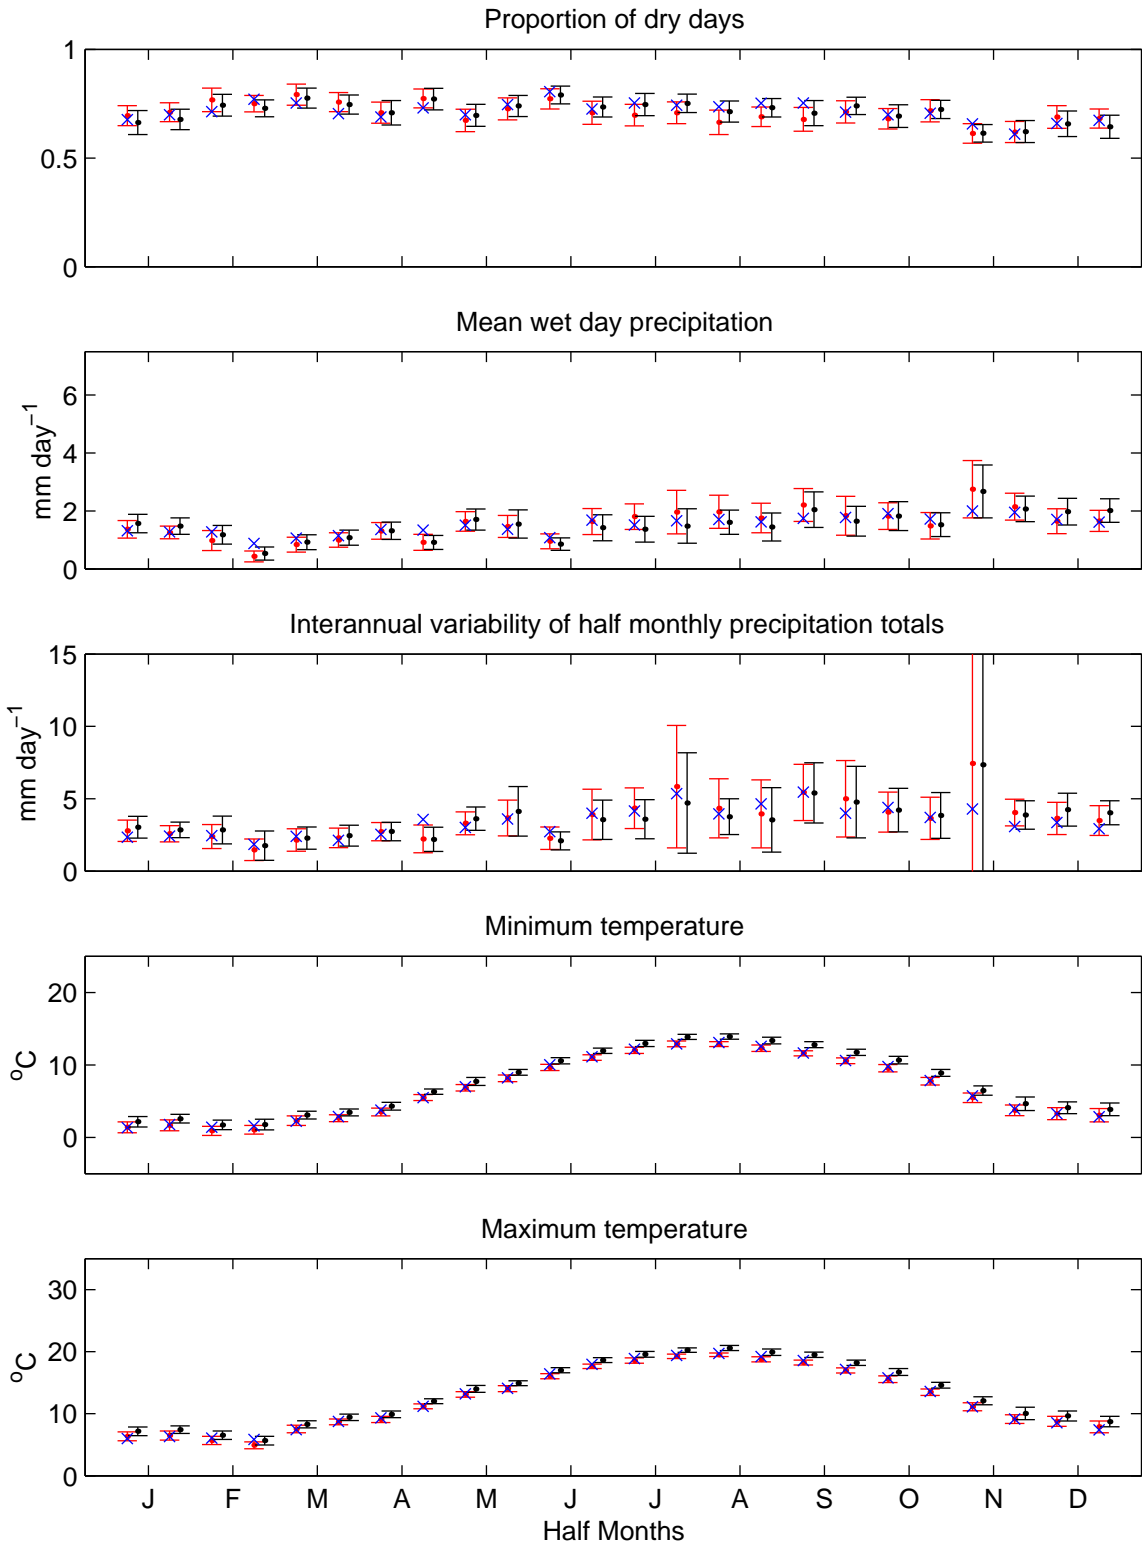 Proportion of dry days
1
0.5
0
Mean wet day precipitation
mm day⁻¹
6
4
2
0
Interannual variability of half monthly precipitation totals
mm day⁻¹
15
10
5
0
Minimum temperature
ºC
20
10
0
Maximum temperature
ºC
30
20
10
0
J F M A M J J A S O N D
Half Months